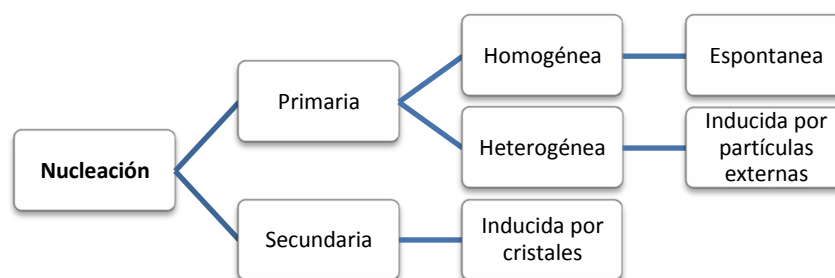 Nucleación
Primaria
Homogénea
Espontanea
Heterogénea
Inducida por
partículas
externas
Secundaria
Inducida por
cristales